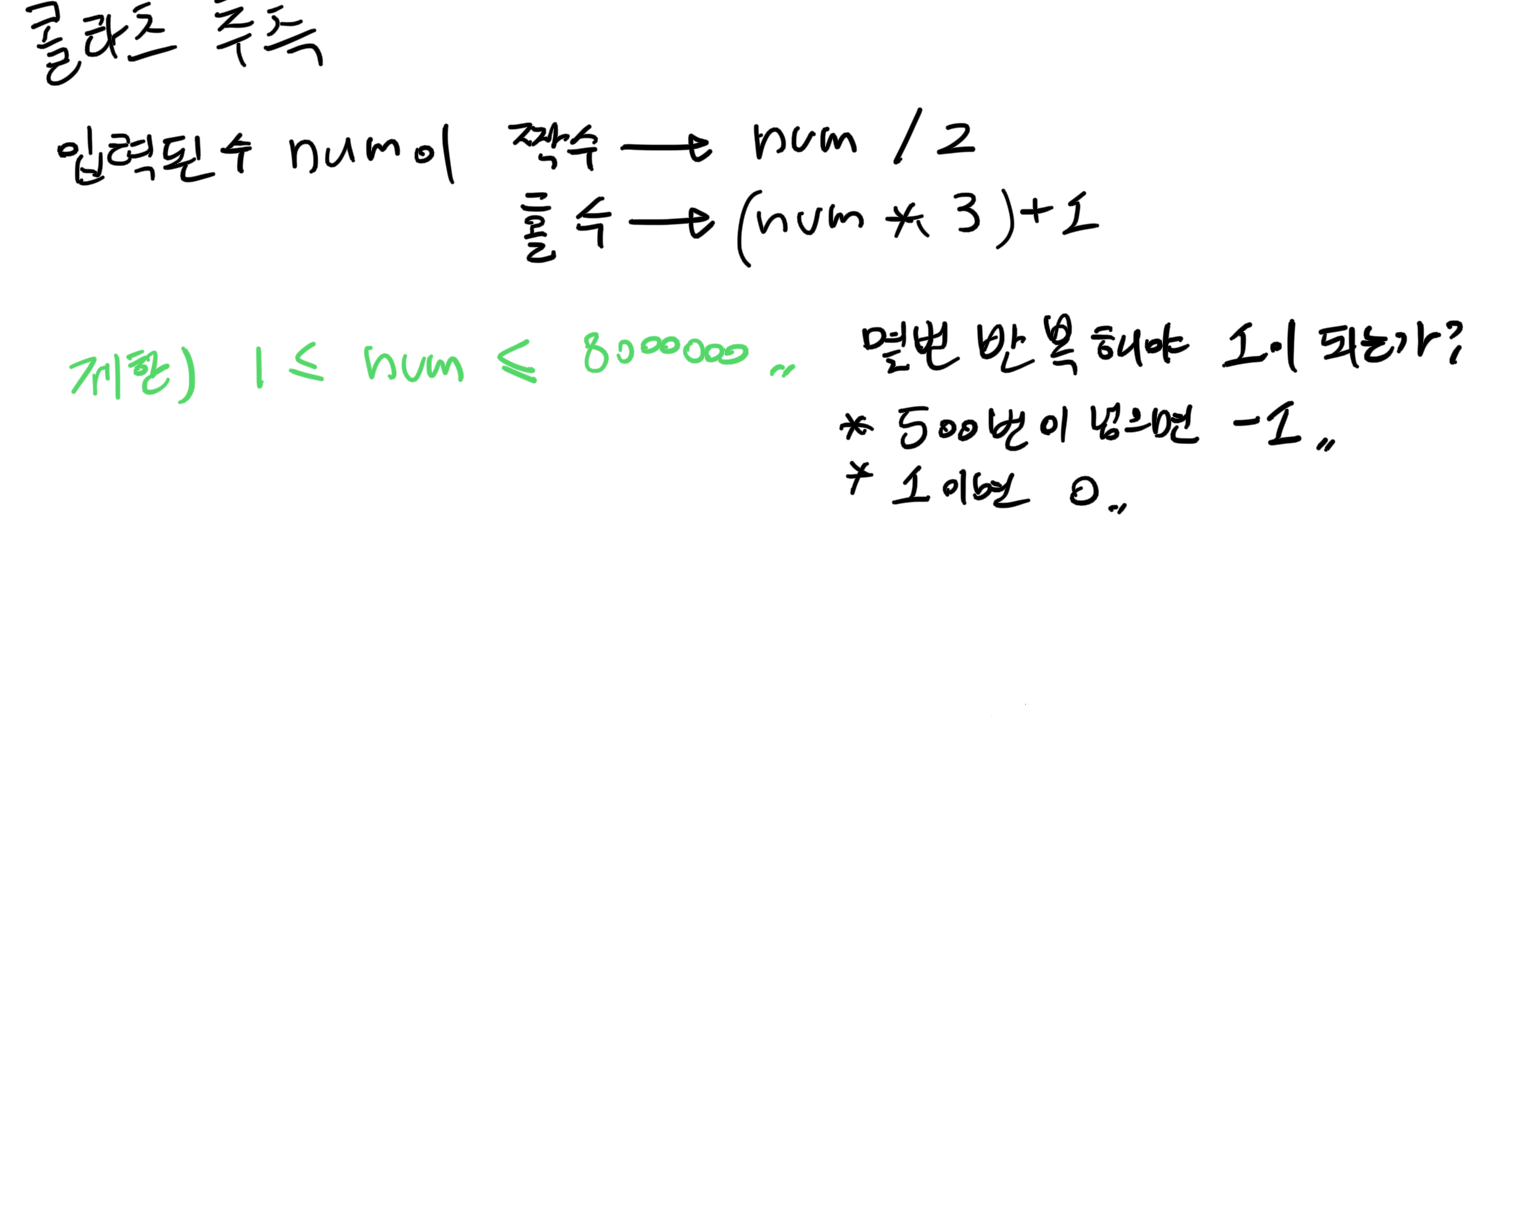 콜라츠 추측
입력된 수 num이 짝수 → num / 2
홀수 → (num * 3)+1
제한) 1 ≤ num ≤ 8000000〃
몇번 반복해야 1이 되는가?
* 500번이 넘으면 -1〃
* 1이면 0〃